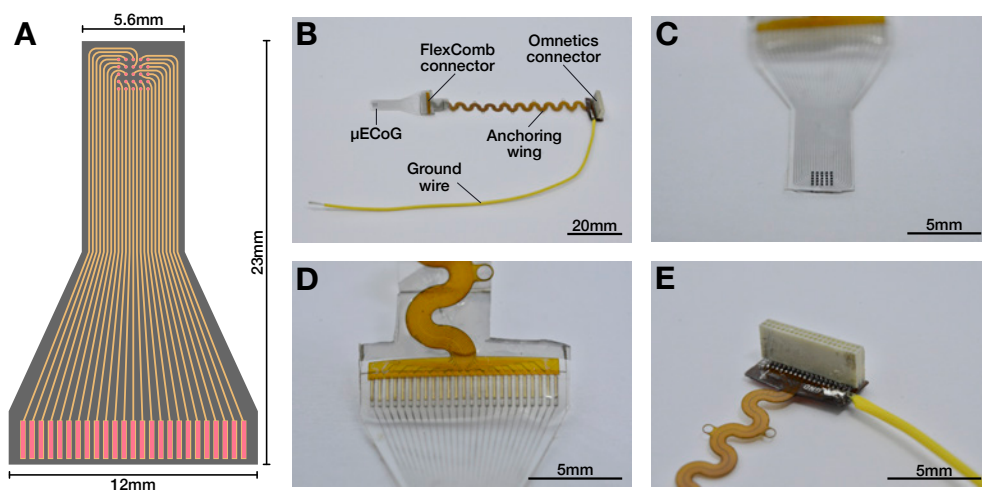 A
5.6mm
23mm
12mm
B
FlexComb
connector
Omnetics
connector
µECoG
Anchoring
wing
Ground
wire
20mm
C
5mm
D
5mm
E
5mm